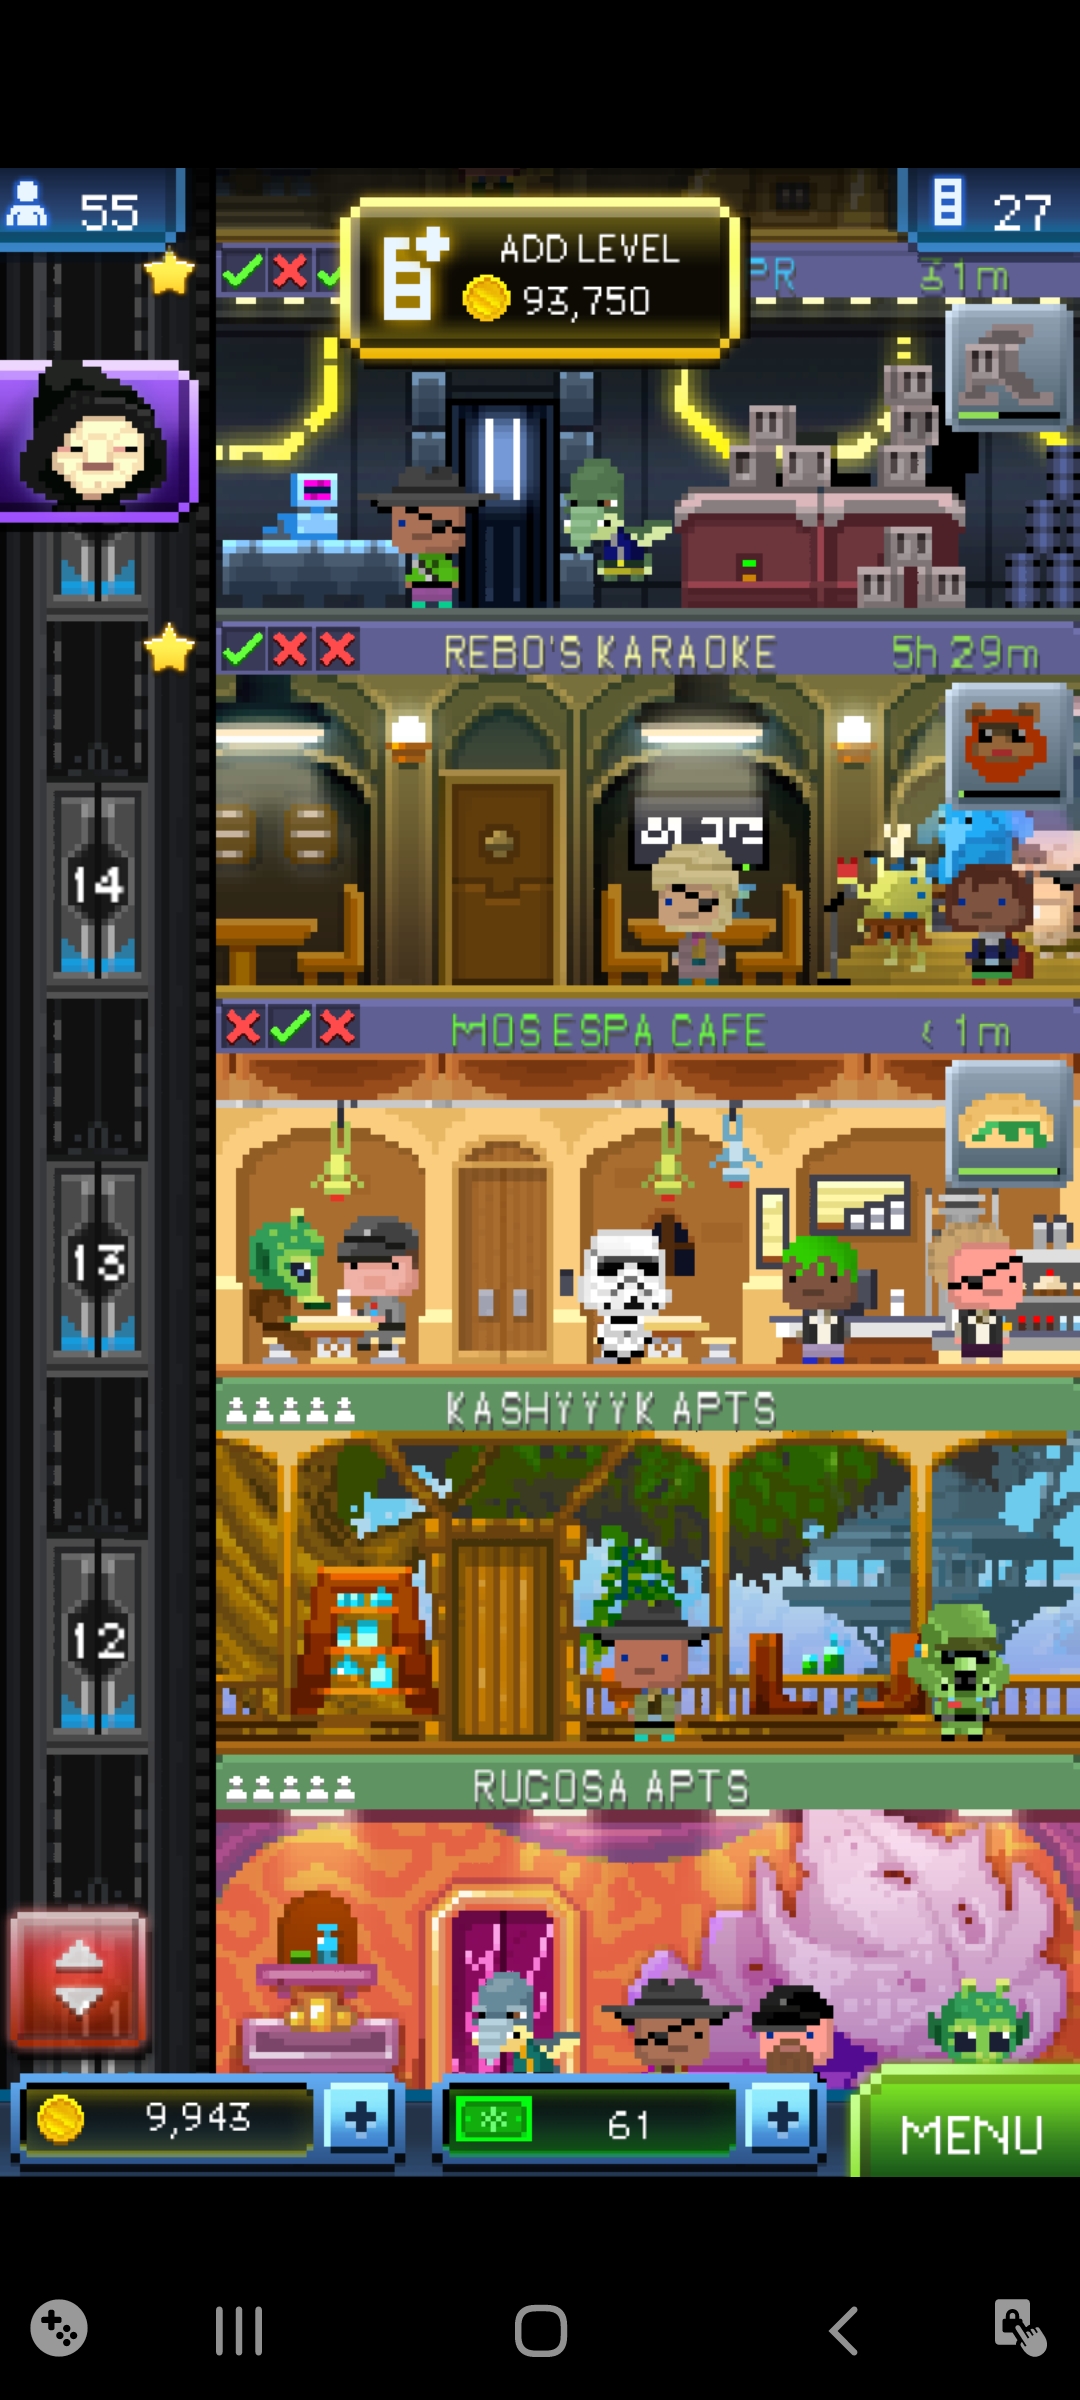 55
27
ADD LEVEL
93,750
PR
31m
REBO'S KARAOKE
5h 29m
14
MOS ESPA CAFE
< 1m
13
KASHYYYK APTS
12
RUGOSA APTS
9,943
61
MENU